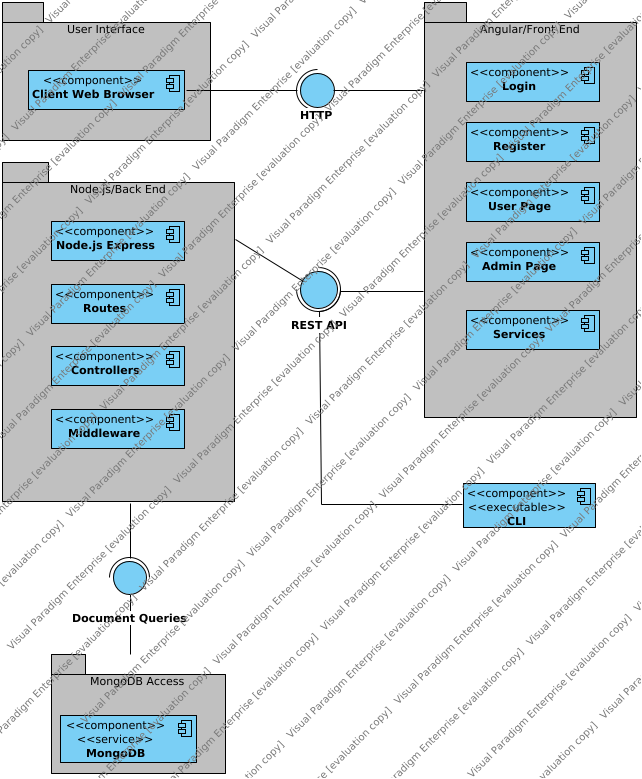 User Interface
<<component>>
Client Web Browser
HTTP
Angular/Front End
<<component>>
Login
<<component>>
Register
<<component>>
User Page
<<component>>
Admin Page
<<component>>
Services
Node.js/Back End
<<component>>
Node.js Express
<<component>>
Routes
<<component>>
Controllers
<<component>>
Middleware
REST API
<<component>>
<<executable>>
CLI
Document Queries
MongoDB Access
<<component>>
<<service>>
MongoDB
Visual Paradigm Enterprise [evaluation copy]